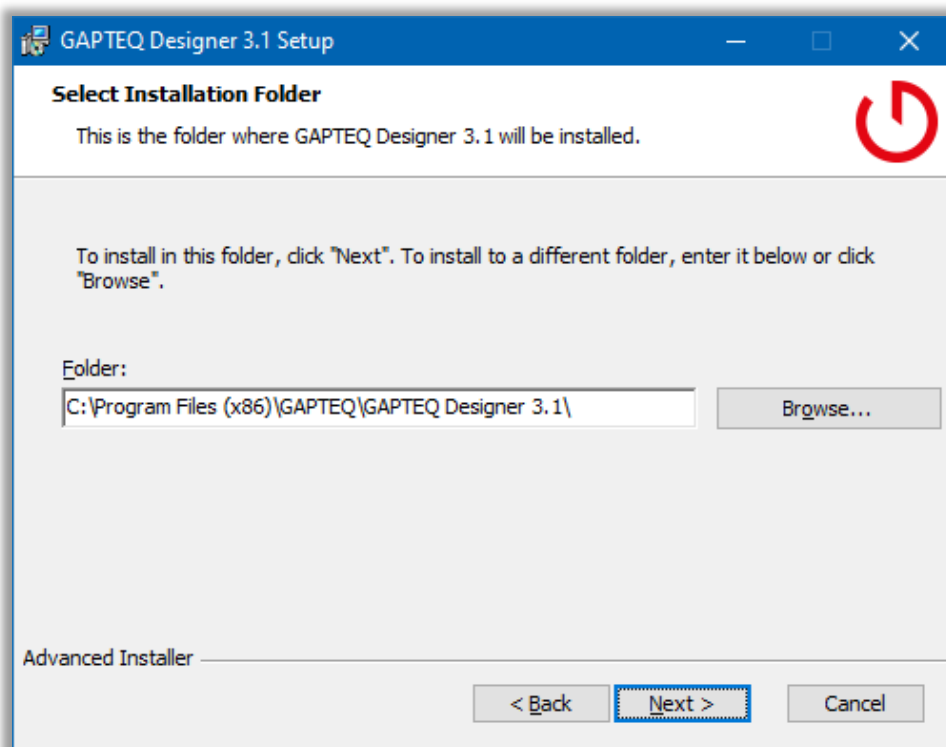 GAPTEQ Designer 3.1 Setup
Select Installation Folder
This is the folder where GAPTEQ Designer 3.1 will be installed.
To install in this folder, click "Next". To install to a different folder, enter it below or click
"Browse".
Folder:
C:\Program Files (x86)\GAPTEQ\GAPTEQ Designer 3.1\
Browse...
Advanced Installer
< Back
Next >
Cancel